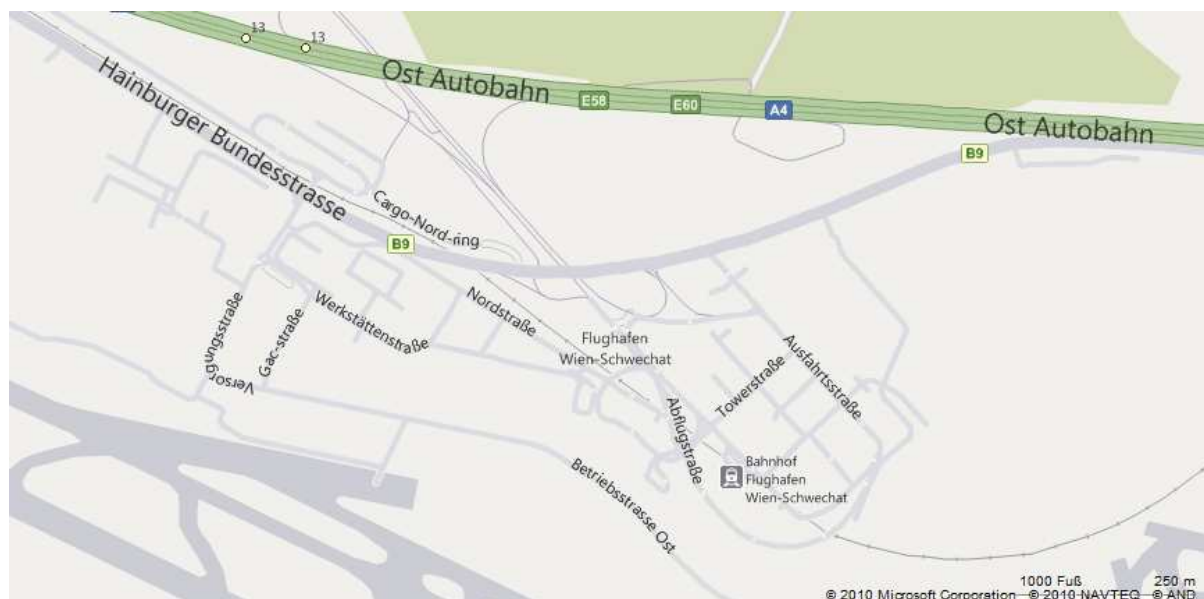 13
13
Ost Autobahn
E58
E60
A4
Ost Autobahn
B9
Hainburger Bundesstrasse
Cargo-Nord-ring
B9
Nordstraße
Werkstättenstraße
Versorgungsstraße
Gac-straße
Flughafen
Wien-Schwechat
Ausfahrtsstraße
Towerstraße
Abflugstraße
Bahnhof
Flughafen
Wien-Schwechat
Betriebsstrasse Ost
1000 Fuß 250 m
© 2010 Microsoft Corporation © 2010 NAVTEQ © AND